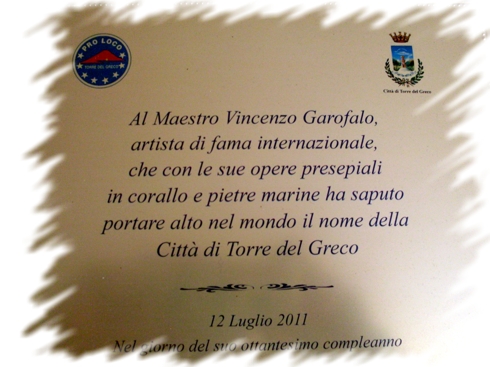 PRO LOCO
TORRE DEL GRECO
Città di Torre del Greco
Al Maestro Vincenzo Garofalo,
artista di fama internazionale,
che con le sue opere presepiali
in corallo e pietre marine ha saputo
portare alto nel mondo il nome della
Città di Torre del Greco
12 Luglio 2011
Nel giorno del suo ottantesimo compleanno